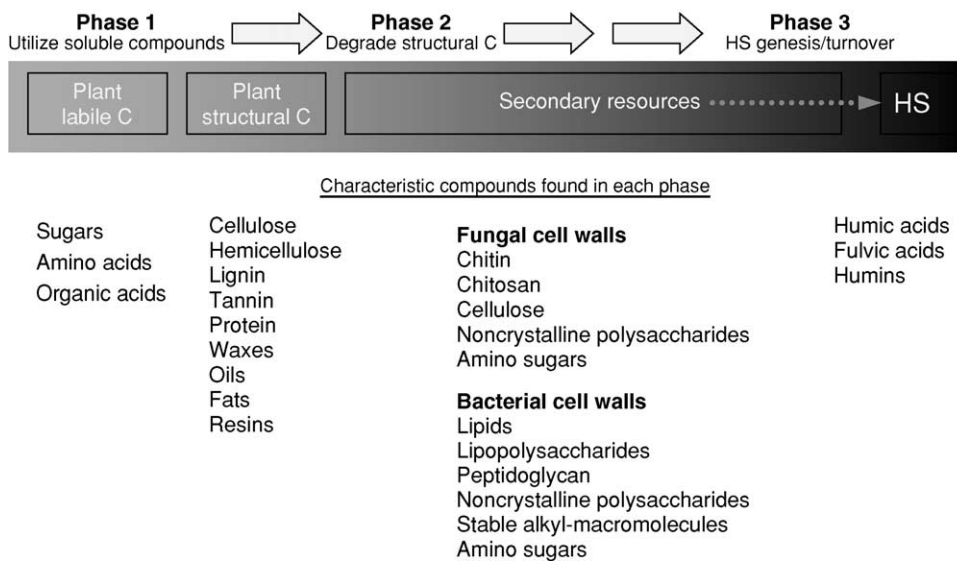 Phase 1
Utilize soluble compounds
Phase 2
Degrade structural C
Phase 3
HS genesis/turnover
Plant
labile C
Plant
structural C
Secondary resources
HS
Characteristic compounds found in each phase
Sugars
Amino acids
Organic acids
Cellulose
Hemicellulose
Lignin
Tannin
Protein
Waxes
Oils
Fats
Resins
Fungal cell walls
Chitin
Chitosan
Cellulose
Noncrystalline polysaccharides
Amino sugars
Bacterial cell walls
Lipids
Lipopolysaccharides
Peptidoglycan
Noncrystalline polysaccharides
Stable alkyl-macromolecules
Amino sugars
Humic acids
Fulvic acids
Humins